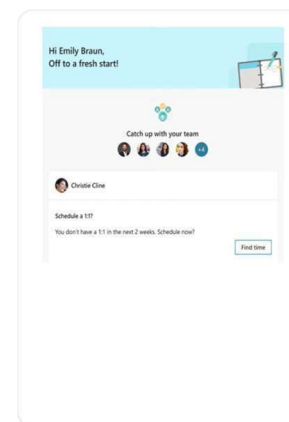 Hi Emily Braun,
Off to a fresh start!
Catch up with your team
+4
Christie Cline
Schedule a 1:1?
You don't have a 1:1 in the next 2 weeks. Schedule now?
Find time